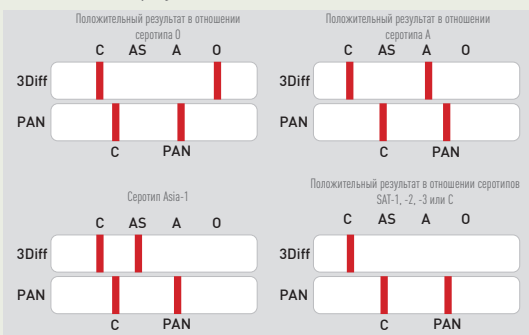 Положительный результат в отношении
серотипа О
C AS A O
3Diff
PAN
C PAN
Положительный результат в отношении
серотипа А
C AS A O
3Diff
PAN
C PAN
Серотип Asia-1
C AS A O
3Diff
PAN
C PAN
Положительный результат в отношении серотипов
SAT-1, -2, -3 или C
C AS A O
3Diff
PAN
C PAN